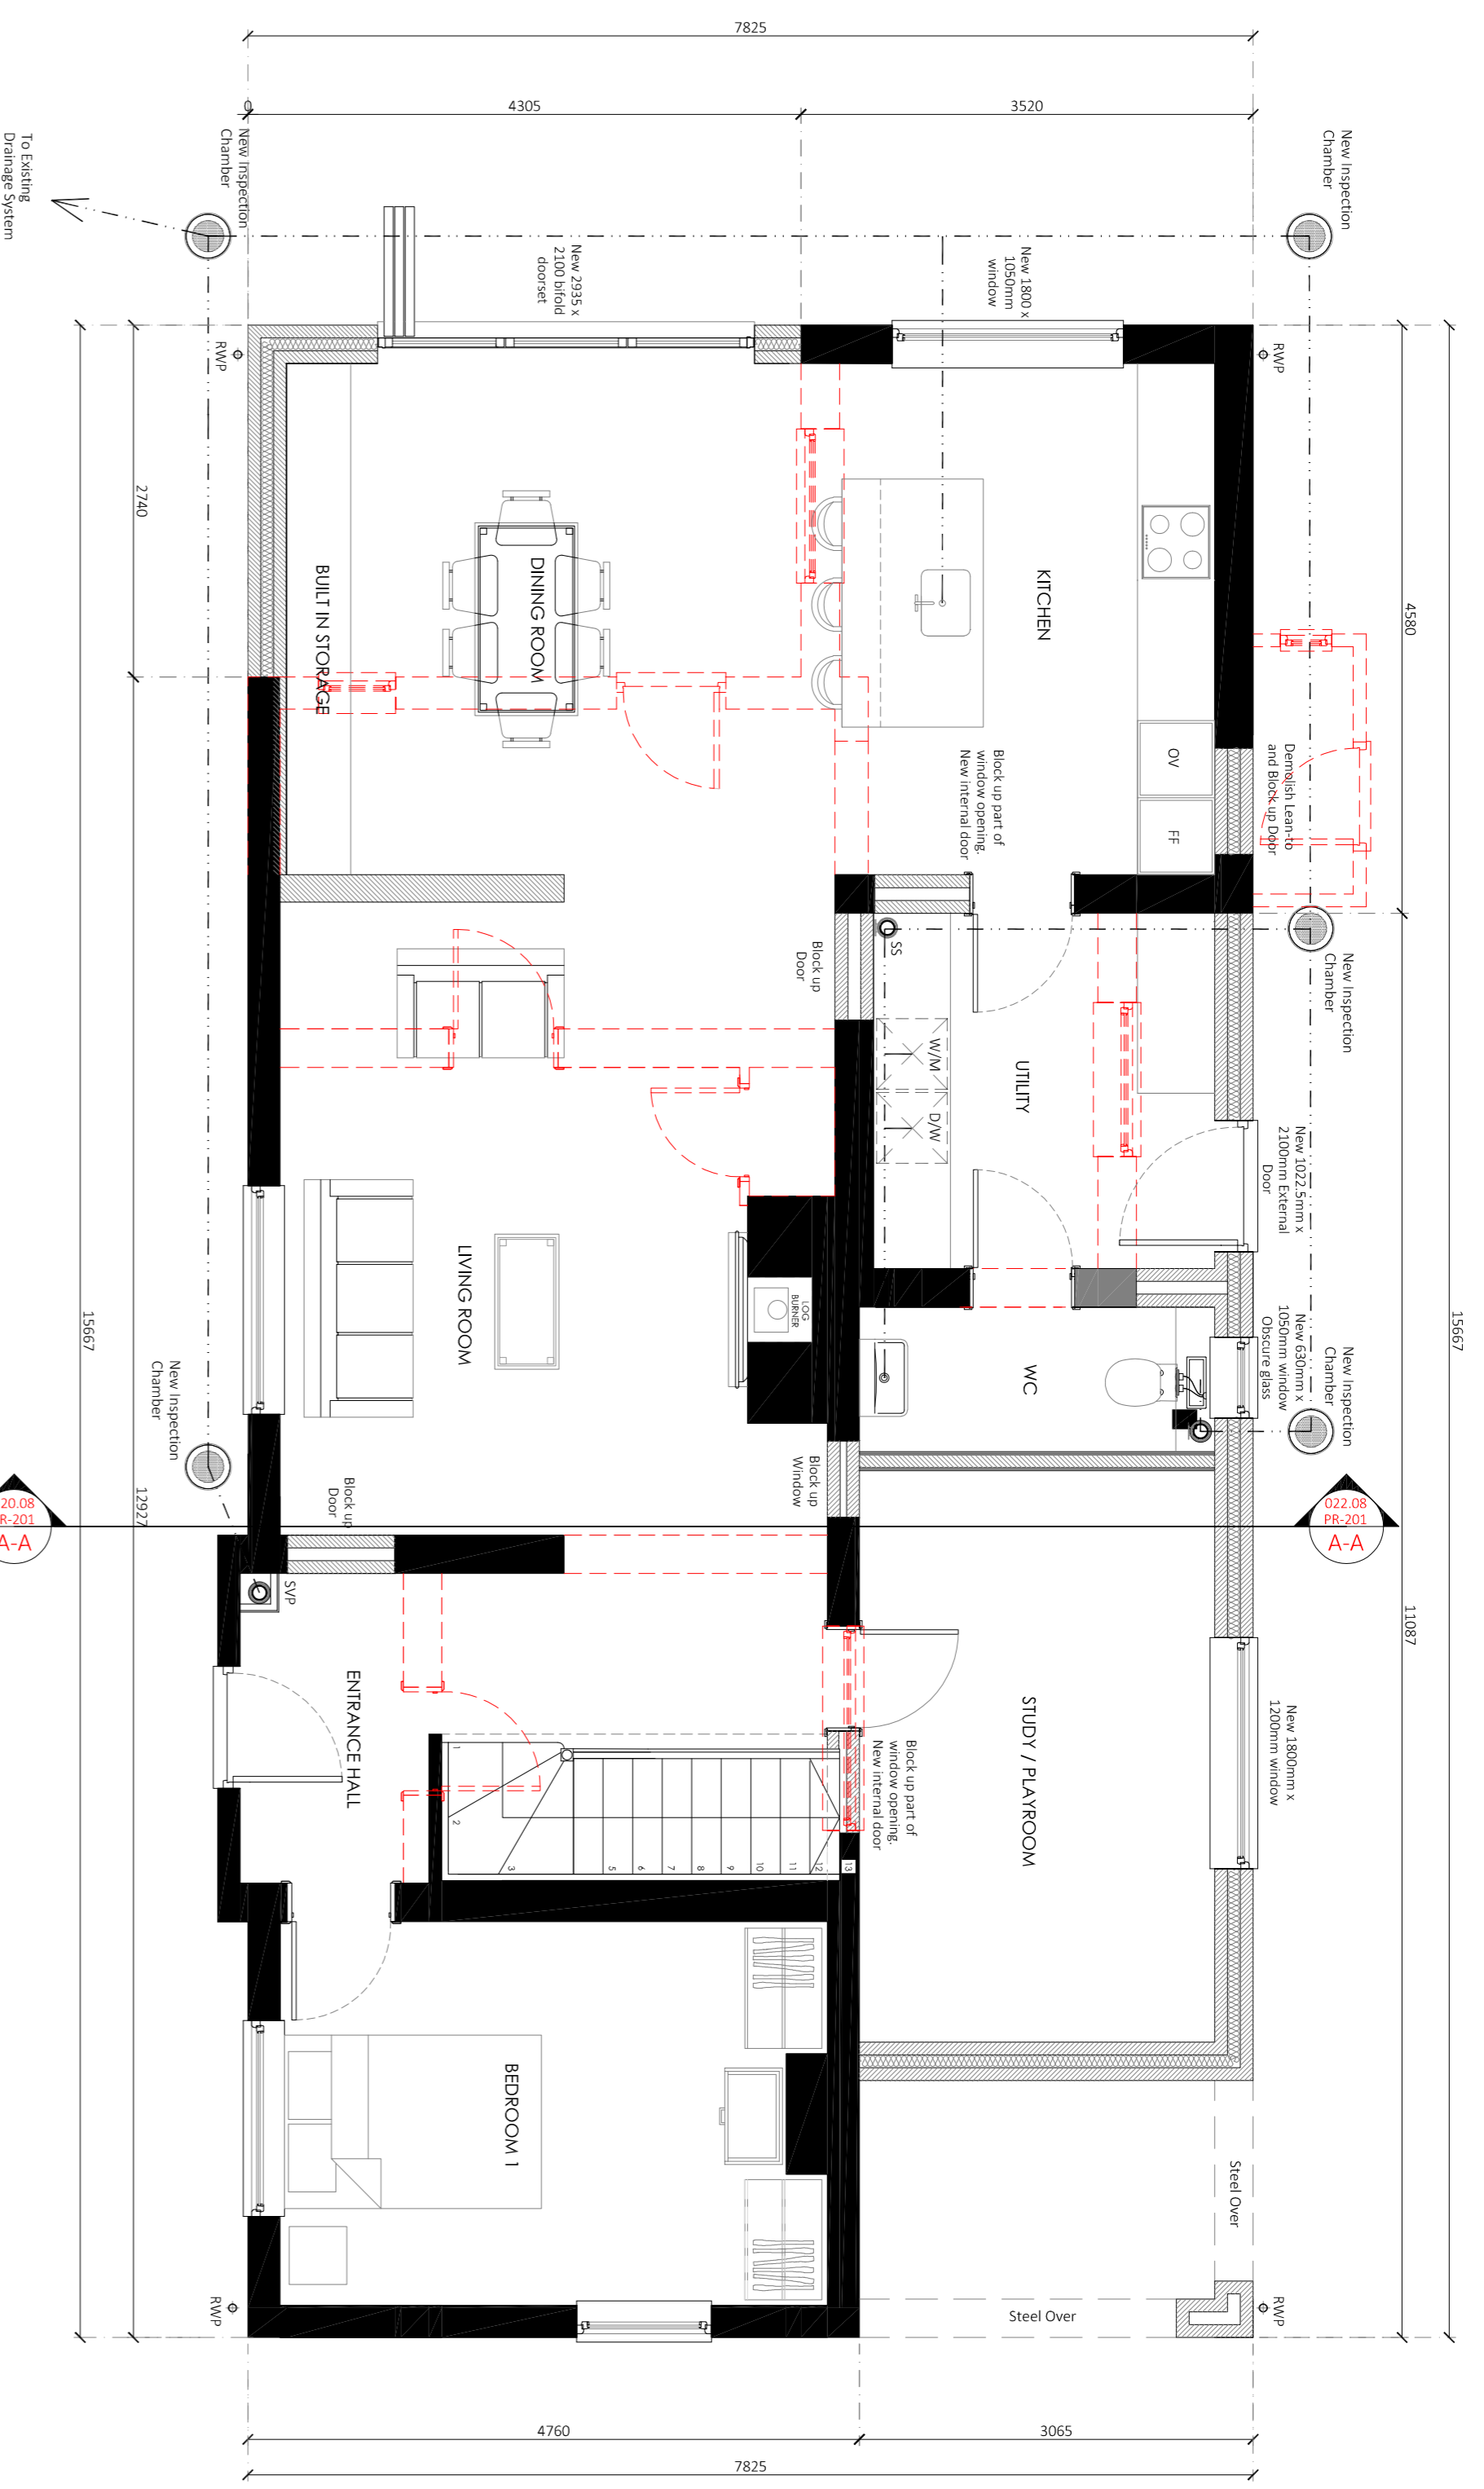 7825
0
4305
3520
New Inspection
Chamber
New Inspection
Chamber
To Existing
Drainage System
New 2935 x
2100 bifold
doorset
New 1800 x
1050mm
window
RWP
RWP
2740
4580
KITCHEN
DINING ROOM
BUILT IN STORAGE
OV
FF
Demolish Lean-to
and Block up Door
Block up part of
window opening.
New internal door
Block up
Door
SS
New Inspection
Chamber
W/M
D/W
UTILITY
New 1022.5mm x
2100mm External
Door
LIVING ROOM
LOG
BURNER
WC
New 630mm x
1050mm window
Obscure glass
New Inspection
Chamber
15667
15667
New Inspection
Chamber
Block up
Window
Block up
Door
12927
20.08
R-201
A-A
022.08
PR-201
A-A
SVP
11087
ENTRANCE HALL
STUDY / PLAYROOM
New 1800mm x
1200mm window
Block up part of
window opening.
New internal door
1
2
3
5
6
7
8
9
10
11
12
13
BEDROOM 1
Steel Over
Steel Over
RWP
RWP
4760
3065
7825